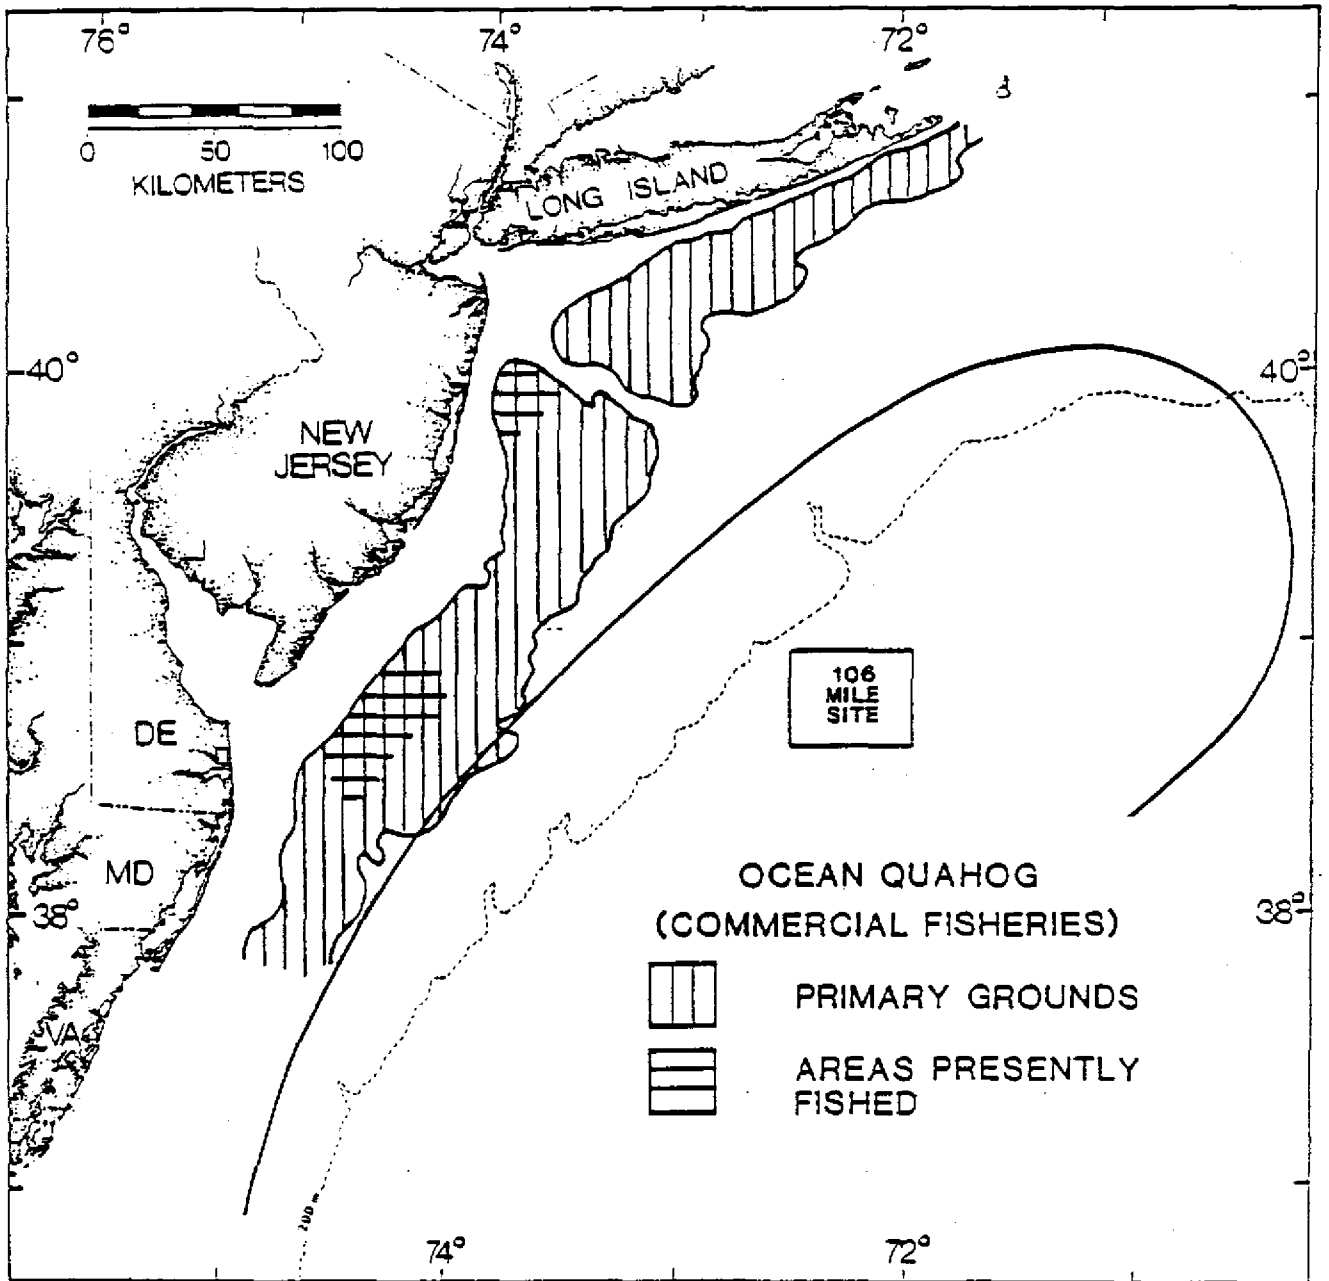 76°
74°
72°
0 50 100
KILOMETERS
LONG ISLAND
40°
40°
NEW
JERSEY
106
MILE
SITE
DE
MD
38°
38°
VA
OCEAN QUAHOG
(COMMERCIAL FISHERIES)
PRIMARY GROUNDS
AREAS PRESENTLY
FISHED
200 m
74°
72°